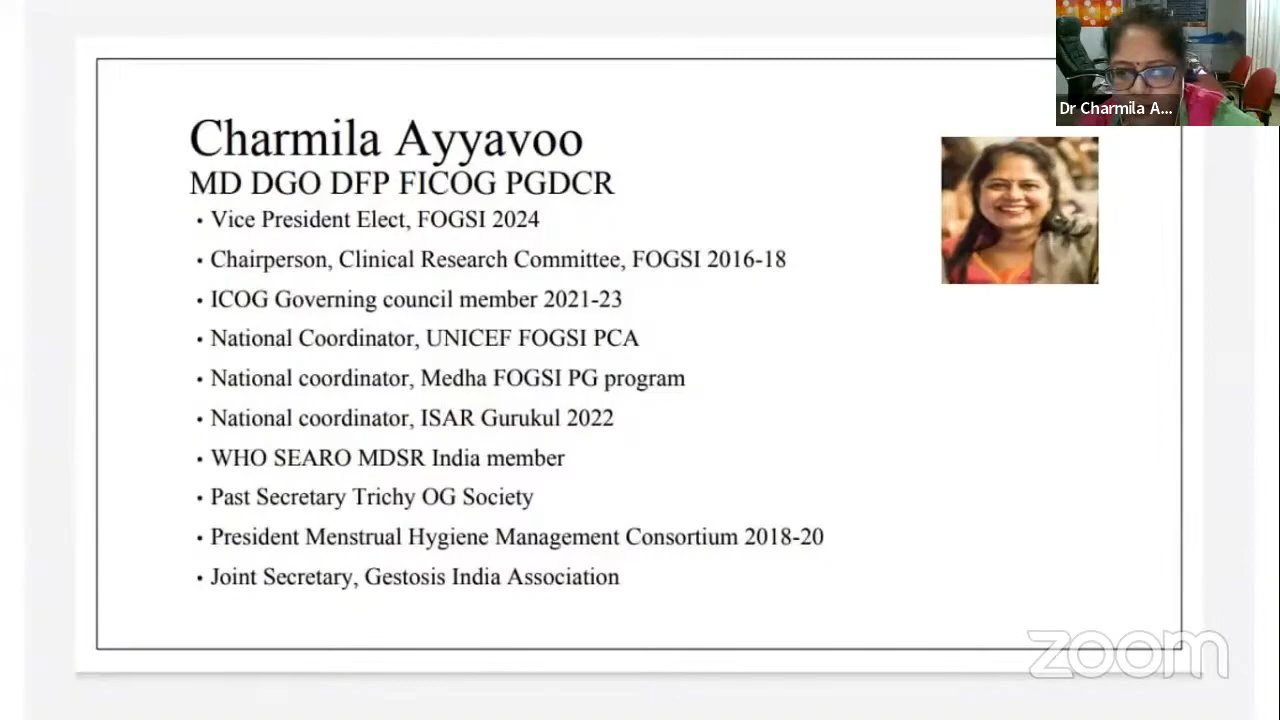 Charmila Ayyavoo
MD DGO DFP FICOG PGDCR
• Vice President Elect, FOGSI 2024
• Chairperson, Clinical Research Committee, FOGSI 2016-18
• ICOG Governing council member 2021-23
• National Coordinator, UNICEF FOGSI PCA
• National coordinator, Medha FOGSI PG program
• National coordinator, ISAR Gurukul 2022
• WHO SEARO MDSR India member
• Past Secretary Trichy OG Society
• President Menstrual Hygiene Management Consortium 2018-20
• Joint Secretary, Gestosis India Association
Dr Charmila A...
zoom